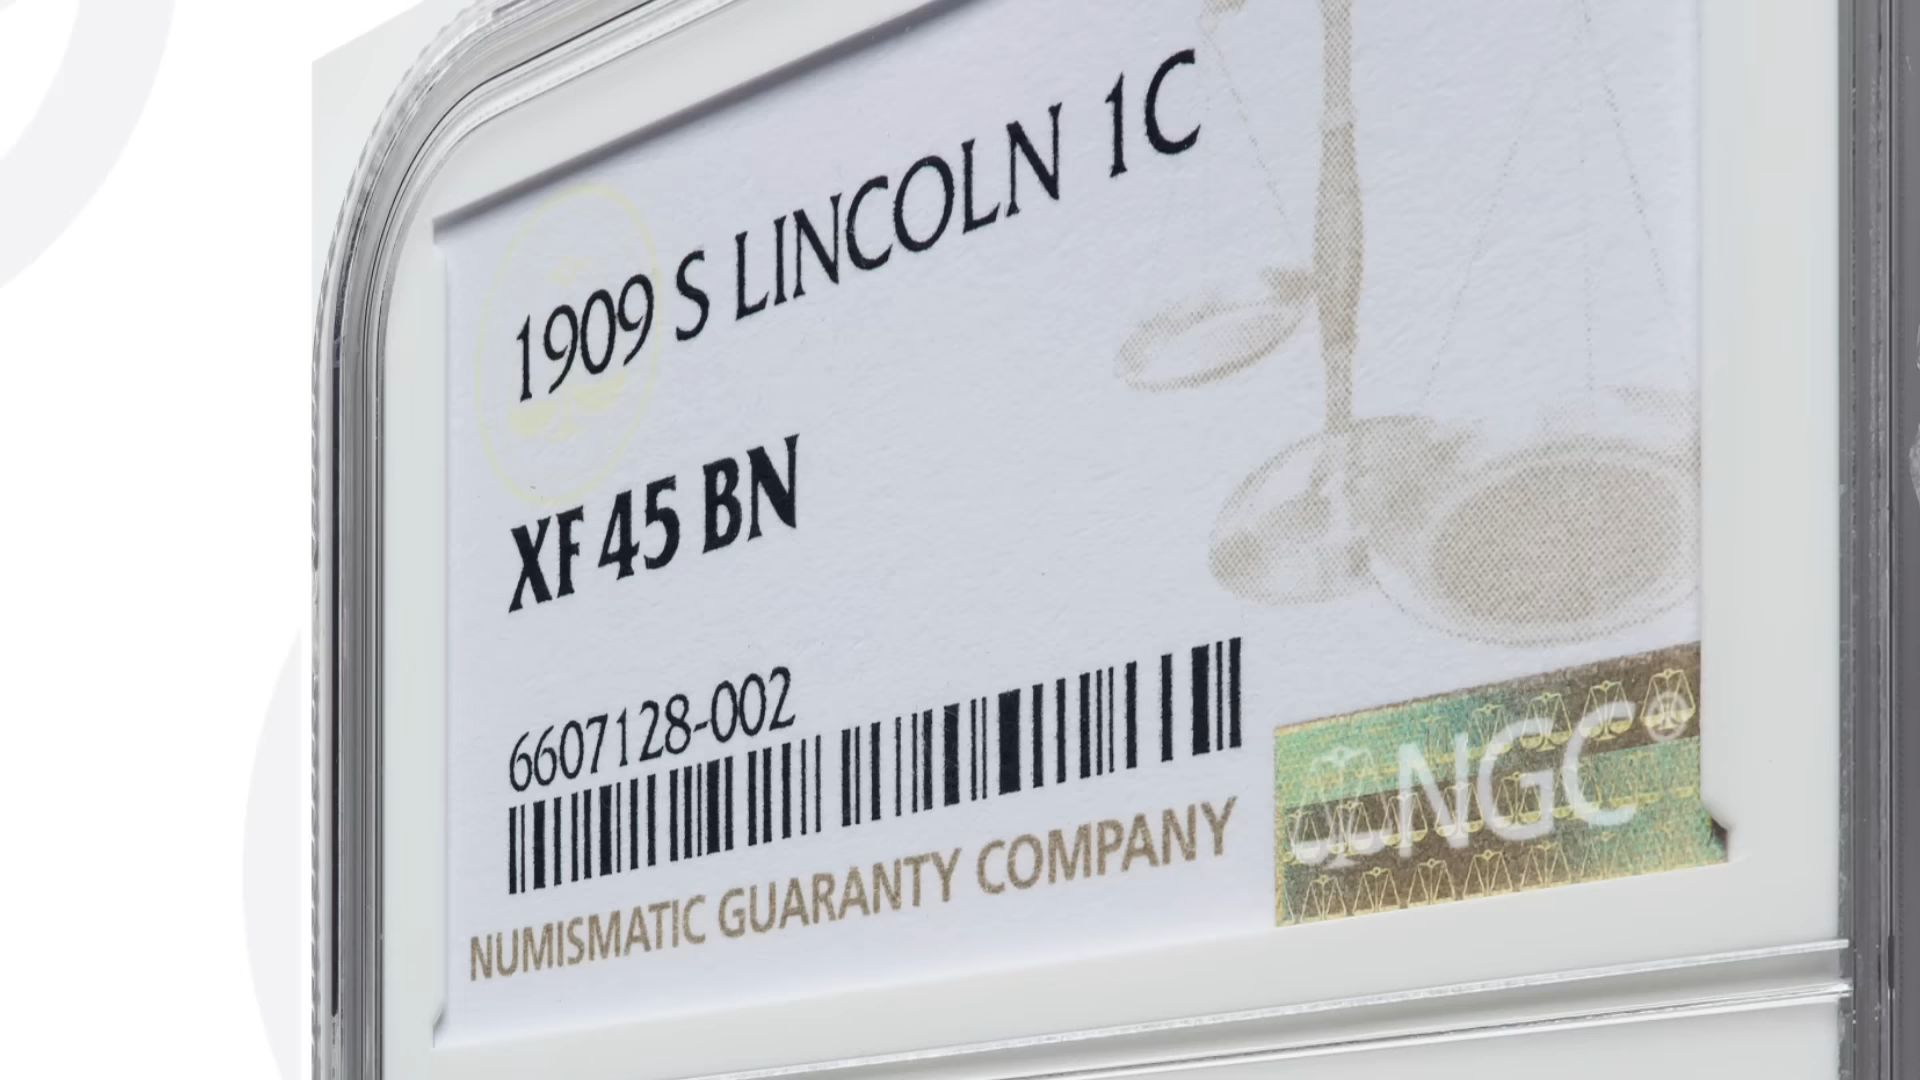 1909 S LINCOLN 1C
XF 45 BN
6607128-002
NUMISMATIC GUARANTY COMPANY
NGC®